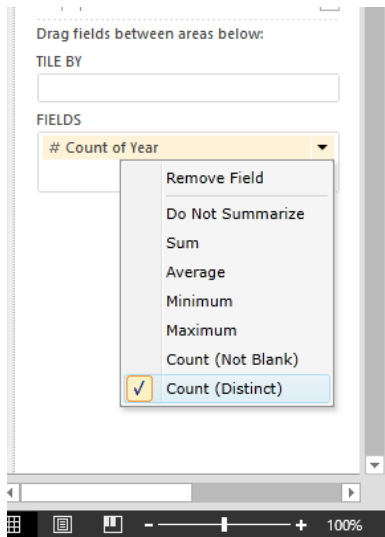 Drag fields between areas below:
TILE BY
FIELDS
# Count of Year
Remove Field
Do Not Summarize
Sum
Average
Minimum
Maximum
Count (Not Blank)
Count (Distinct)
100%